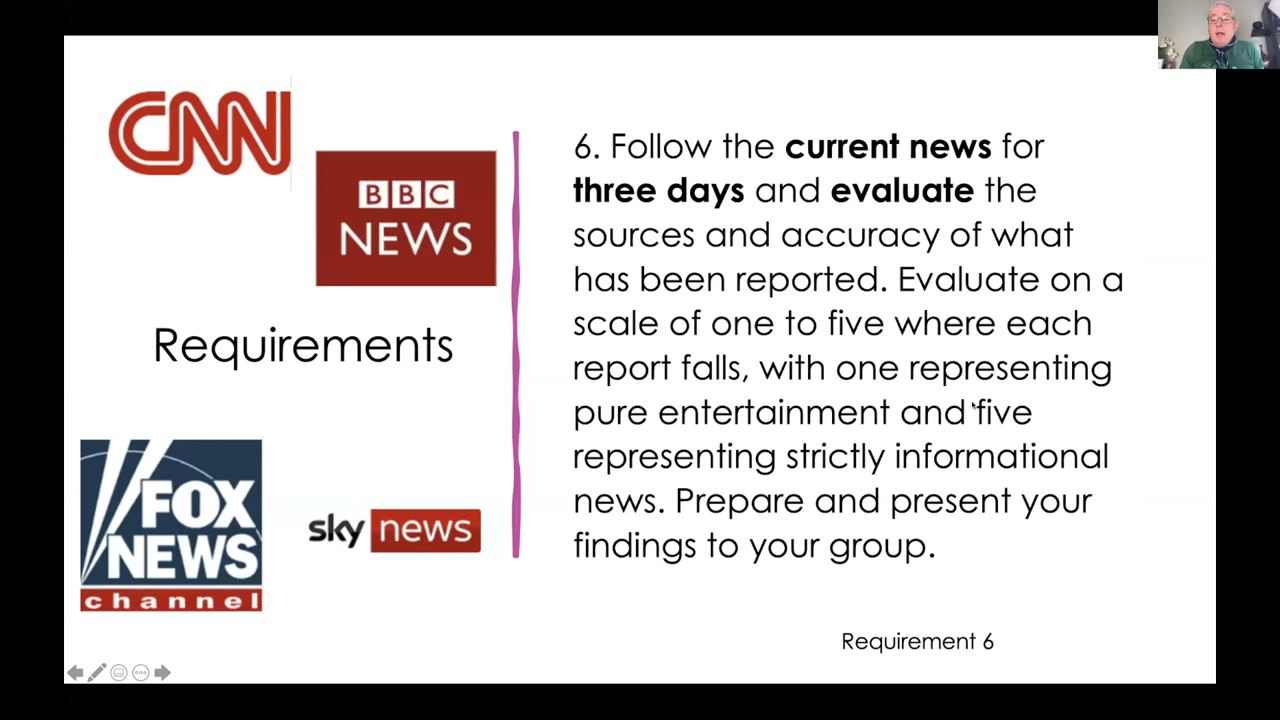 CNN
BBC
NEWS
Requirements
FOX
NEWS
channel
sky news
6. Follow the current news for
three days and evaluate the
sources and accuracy of what
has been reported. Evaluate on a
scale of one to five where each
report falls, with one representing
pure entertainment and five
representing strictly informational
news. Prepare and present your
findings to your group.
Requirement 6